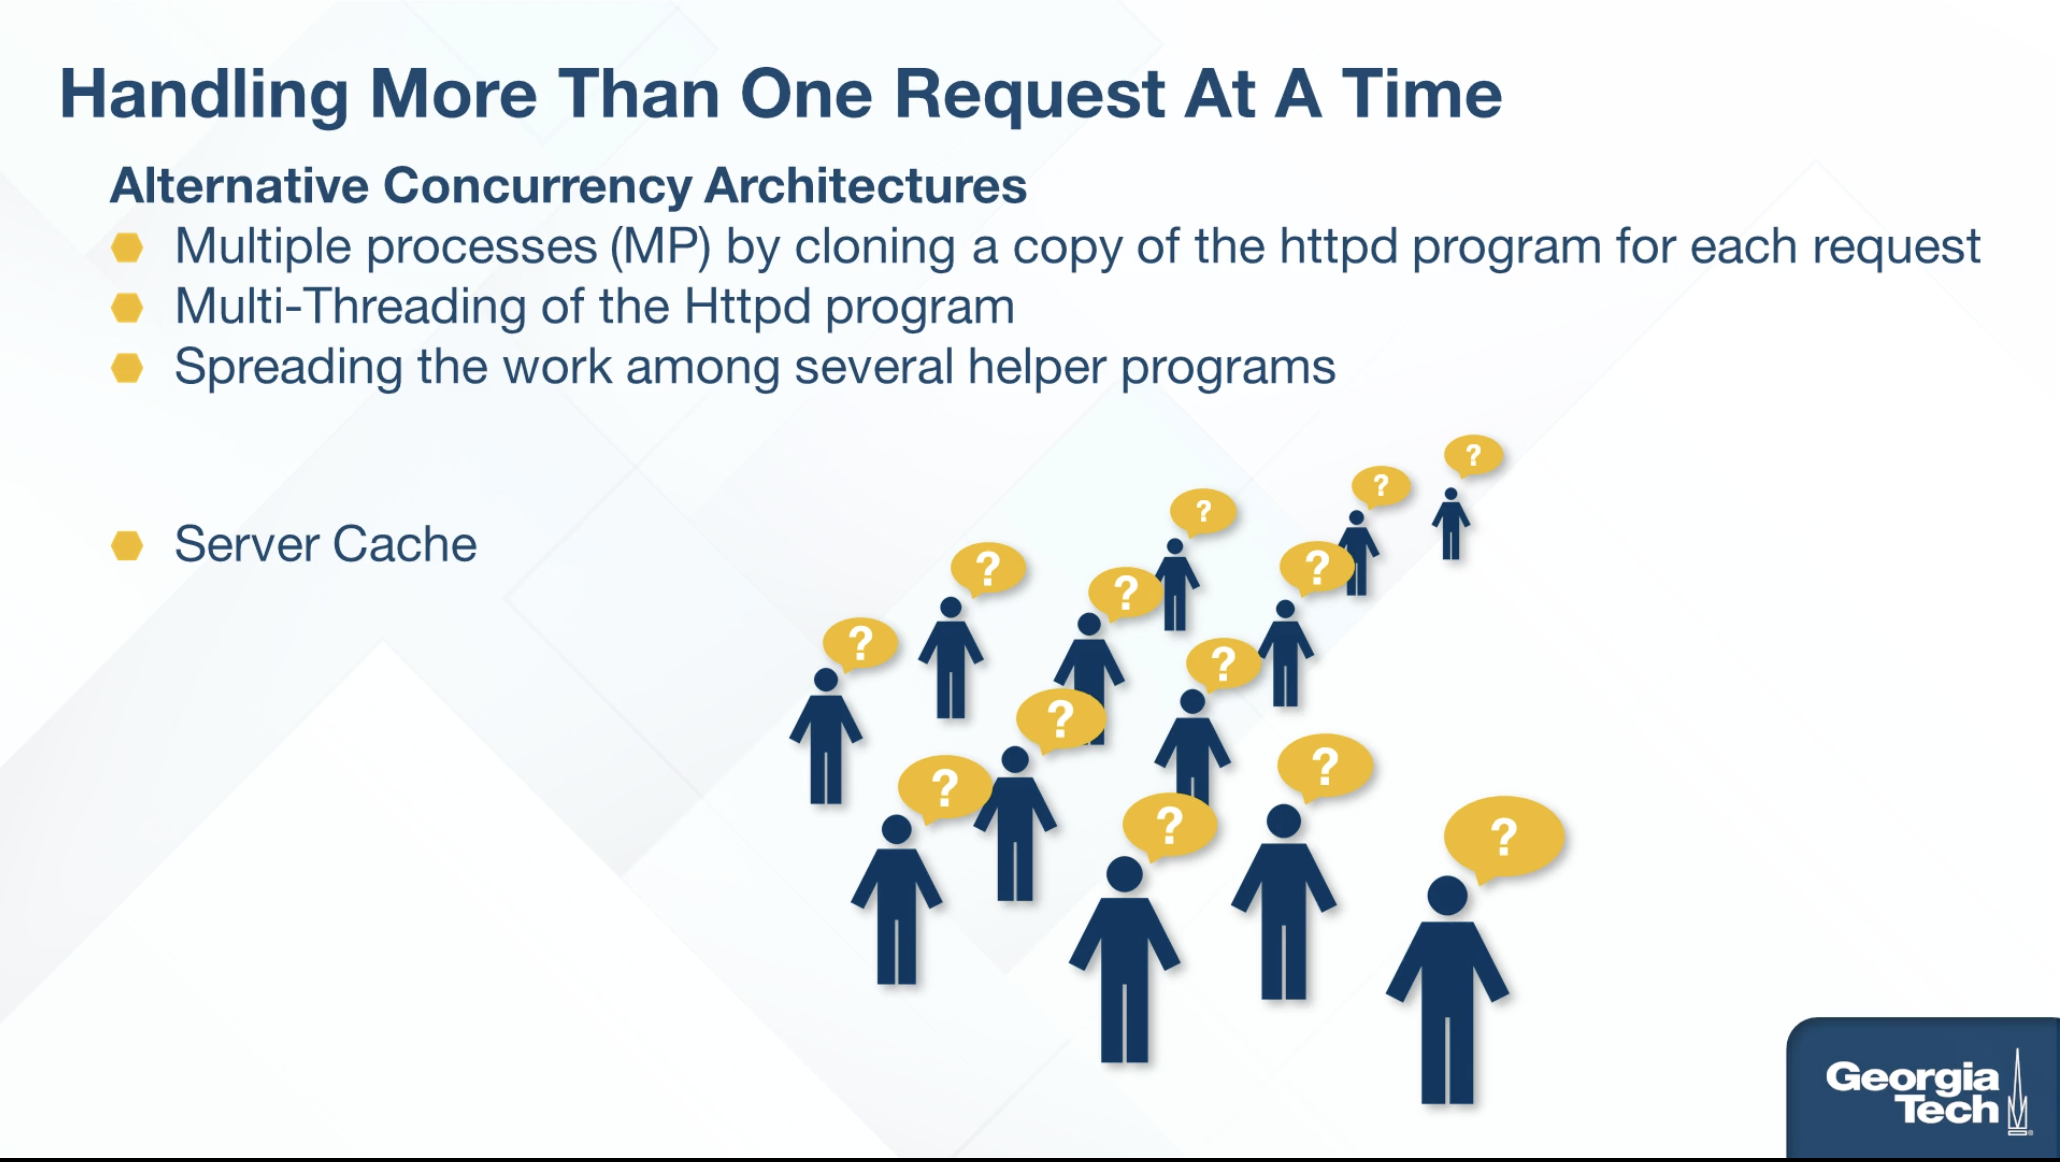 Handling More Than One Request At A Time
Alternative Concurrency Architectures
Multiple processes (MP) by cloning a copy of the httpd program for each request
Multi-Threading of the Httpd program
Spreading the work among several helper programs
Server Cache
?
?
?
?
?
?
?
?
?
?
?
?
?
?
Georgia
Tech
®